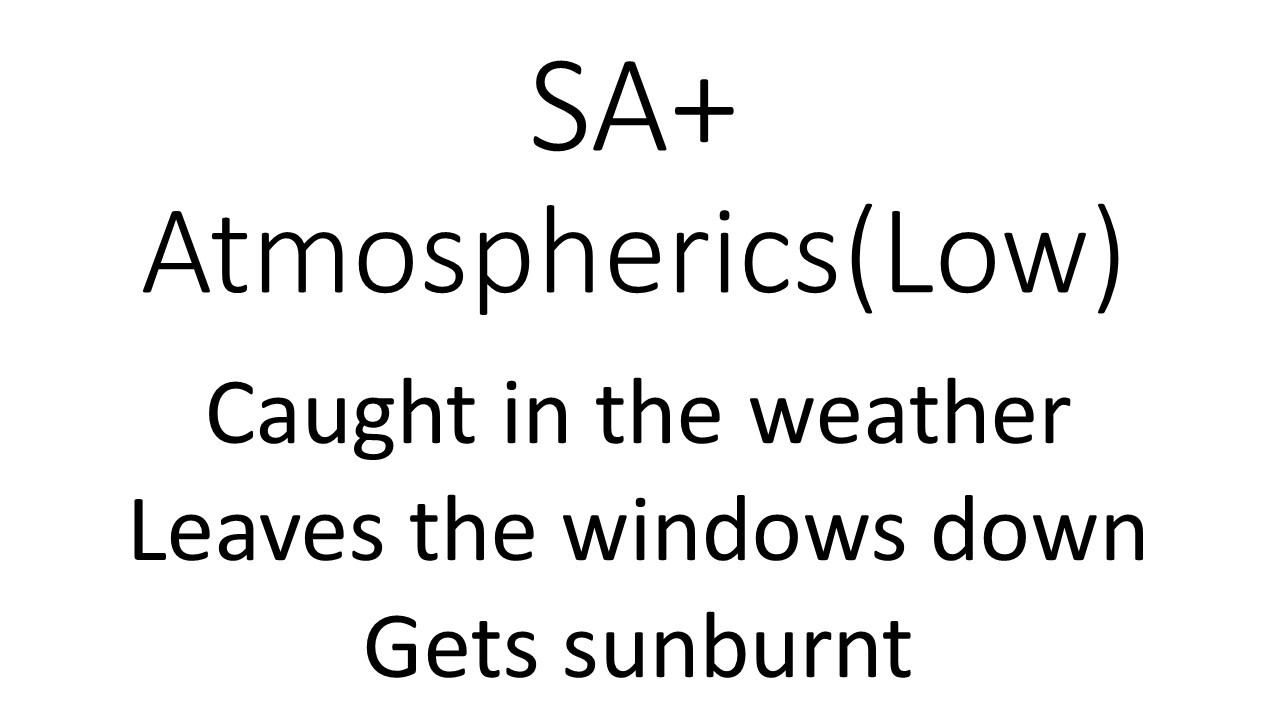 SA+
Atmospherics(Low)
Caught in the weather
Leaves the windows down
Gets sunburnt